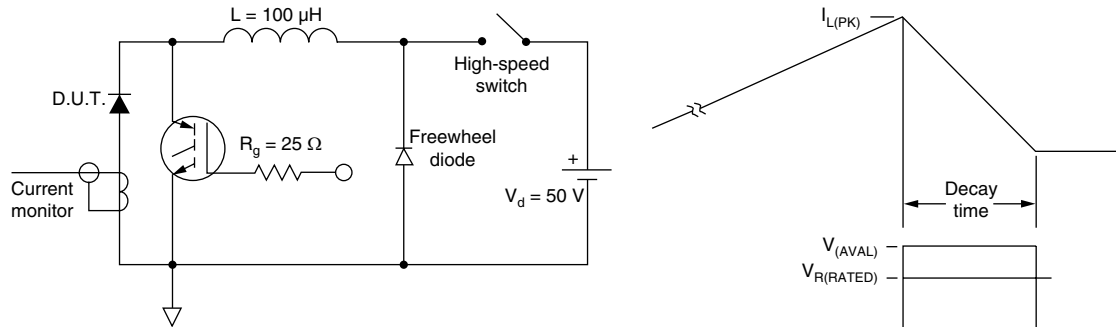 L = 100 µH
D.U.T.
High-speed
switch
Freewheel
diode
R_g = 25 Ω
+
V_d = 50 V
Current
monitor
I_L(PK)
Decay
time
V_(AVAL)
V_R(RATED)